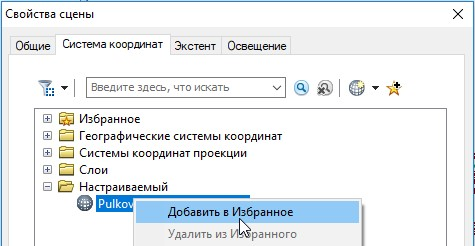 Свойства сцены
Общие Система координат Экстент Освещение
Введите здесь, что искать
Избранное
Географические системы координат
Системы координат проекции
Слои
Настраиваемый
Добавить в Избранное
Удалить из Избранного